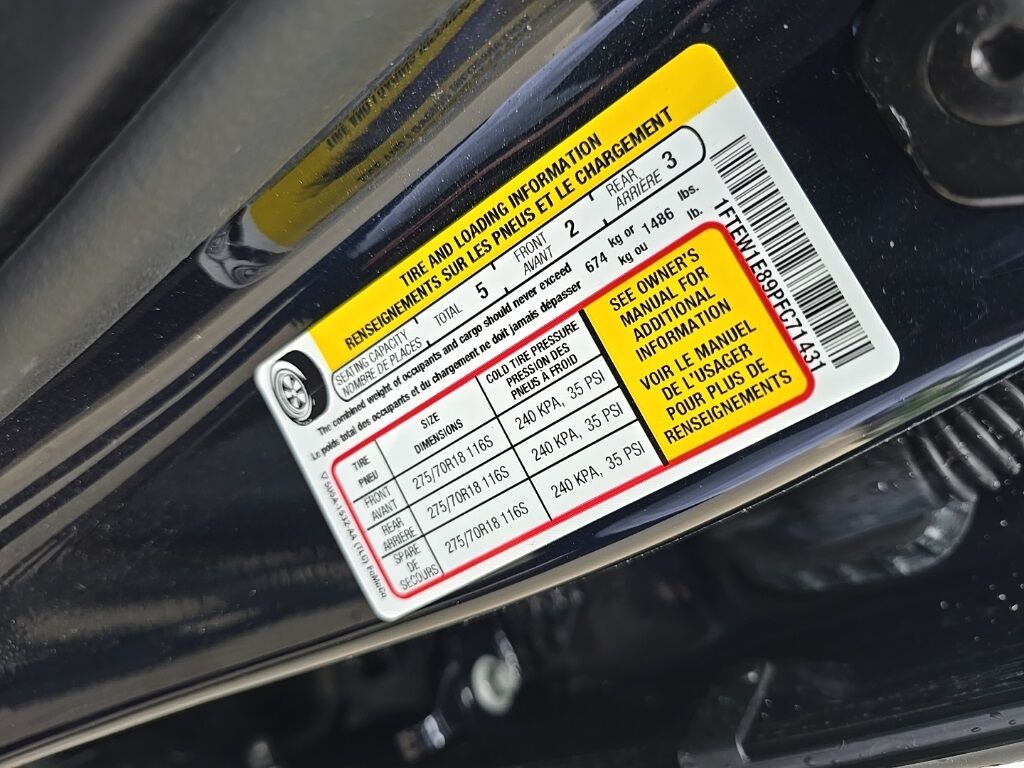 TIRE AND LOADING INFORMATION
RENSEIGNEMENTS SUR LES PNEUS ET LE CHARGEMENT
SEATING CAPACITY
NOMBRE DE PLACES
TOTAL 5
FRONT
AVANT 2
REAR
ARRIÈRE 3
The combined weight of occupants and cargo should never exceed 674 kg or 1486 lbs.
Le poids total des occupants et du chargement ne doit jamais dépasser kg ou lb.
TIRE
PNEU
SIZE
DIMENSIONS
COLD TIRE PRESSURE
PRESSION DES
PNEUS À FROID
FRONT
AVANT
275/70R18 116S
240 KPA, 35 PSI
REAR
ARRIÈRE
275/70R18 116S
240 KPA, 35 PSI
SPARE
DE
SECOURS
275/70R18 116S
240 KPA, 35 PSI
SEE OWNER'S
MANUAL FOR
ADDITIONAL
INFORMATION
VOIR LE MANUEL
DE L'USAGER
POUR PLUS DE
RENSEIGNEMENTS
1FTEW1E89PFC71431